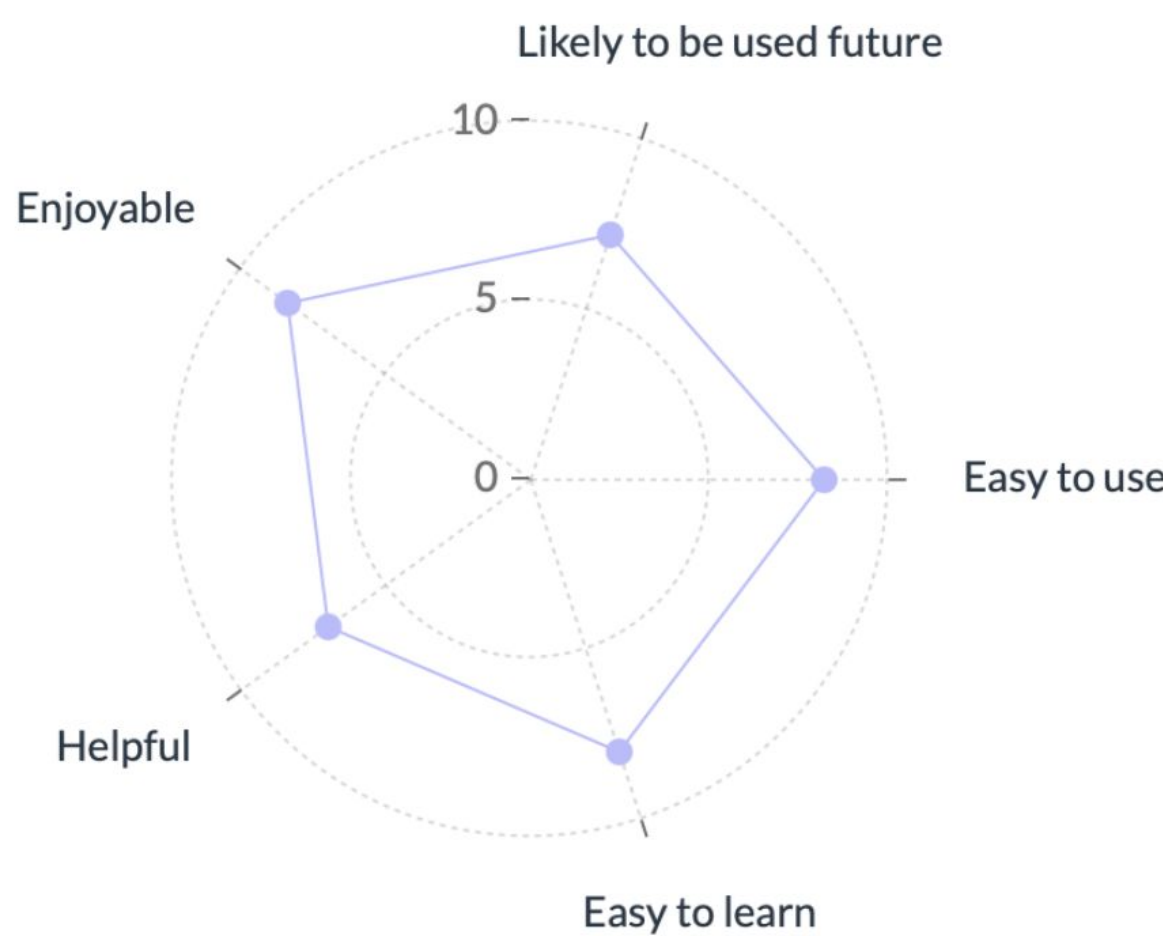 Likely to be used future
10
Enjoyable
5
0
Easy to use
Helpful
Easy to learn